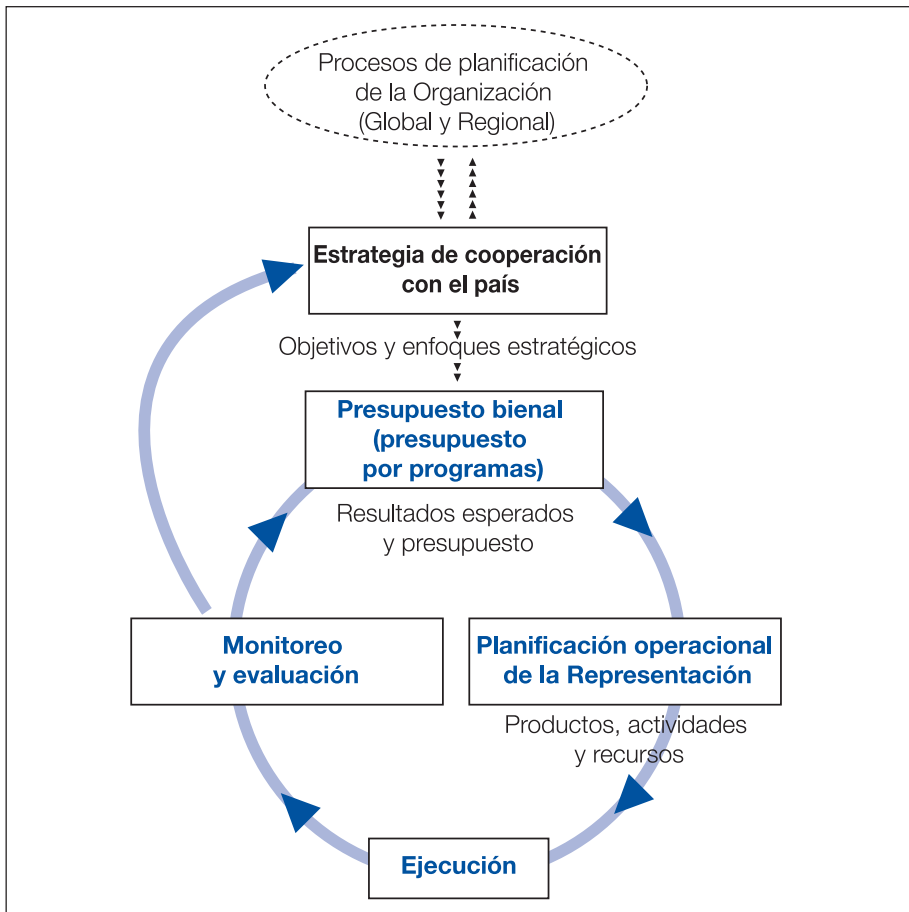 Procesos de planificación
de la Organización
(Global y Regional)
Estrategia de cooperación
con el país
Objetivos y enfoques estratégicos
Presupuesto bienal
(presupuesto
por programas)
Resultados esperados
y presupuesto
Monitoreo
y evaluación
Planificación operacional
de la Representación
Productos, actividades
y recursos
Ejecución